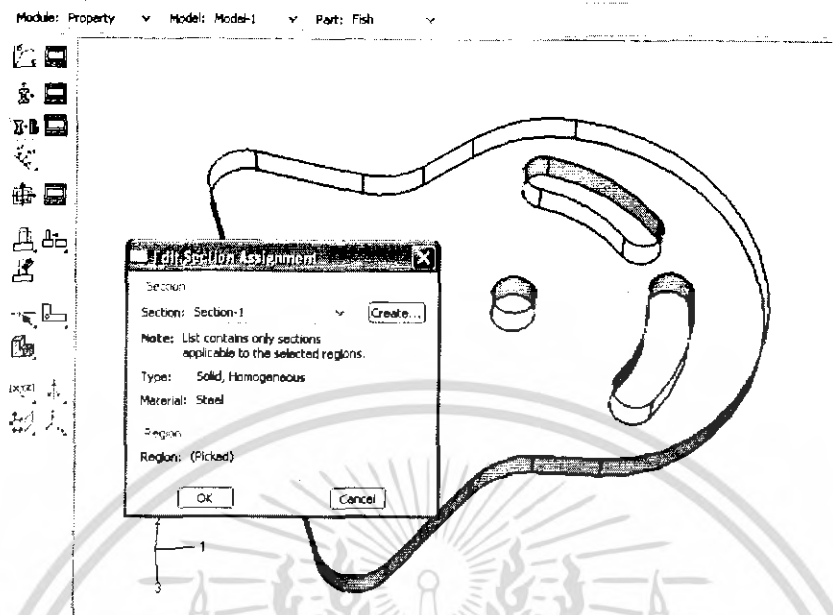 Module: Property Model: Model-1 Part: Fish
Edit Section Assignment
Section
Section: Section-1 Create...
Note: List contains only sections
applicable to the selected regions.
Type: Solid, Homogeneous
Material: Steel
Region
Region: (Picked)
OK Cancel
2
1
3